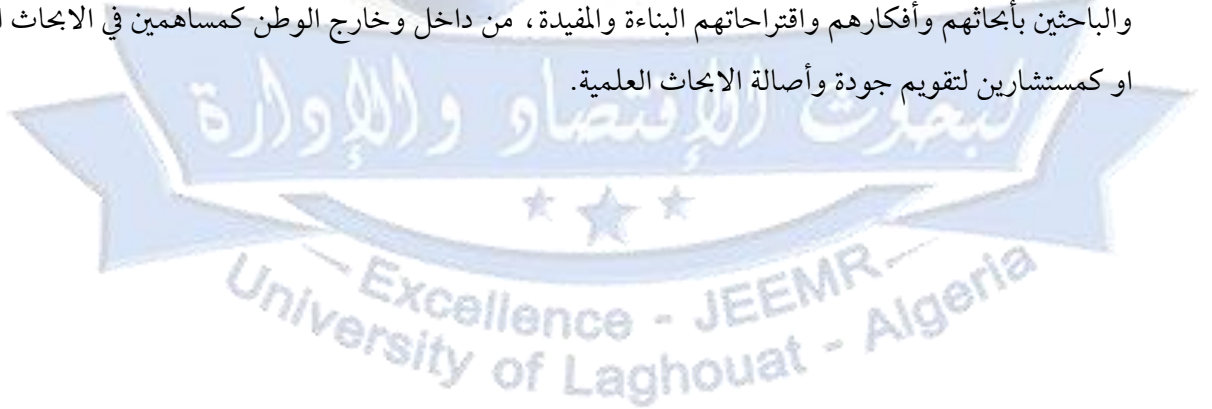 والباحثين بأبحاثهم وأفكارهم واقتراحاتهم البناءة والمفيدة، من داخل وخارج الوطن كمساهمين في الابحاث
او كمستشارين لتقويم جودة وأصالة الابحاث العلمية.
لبحوث الإقتصاد والإدارة
Excellence - JEEMR
University of Laghouat - Algeria